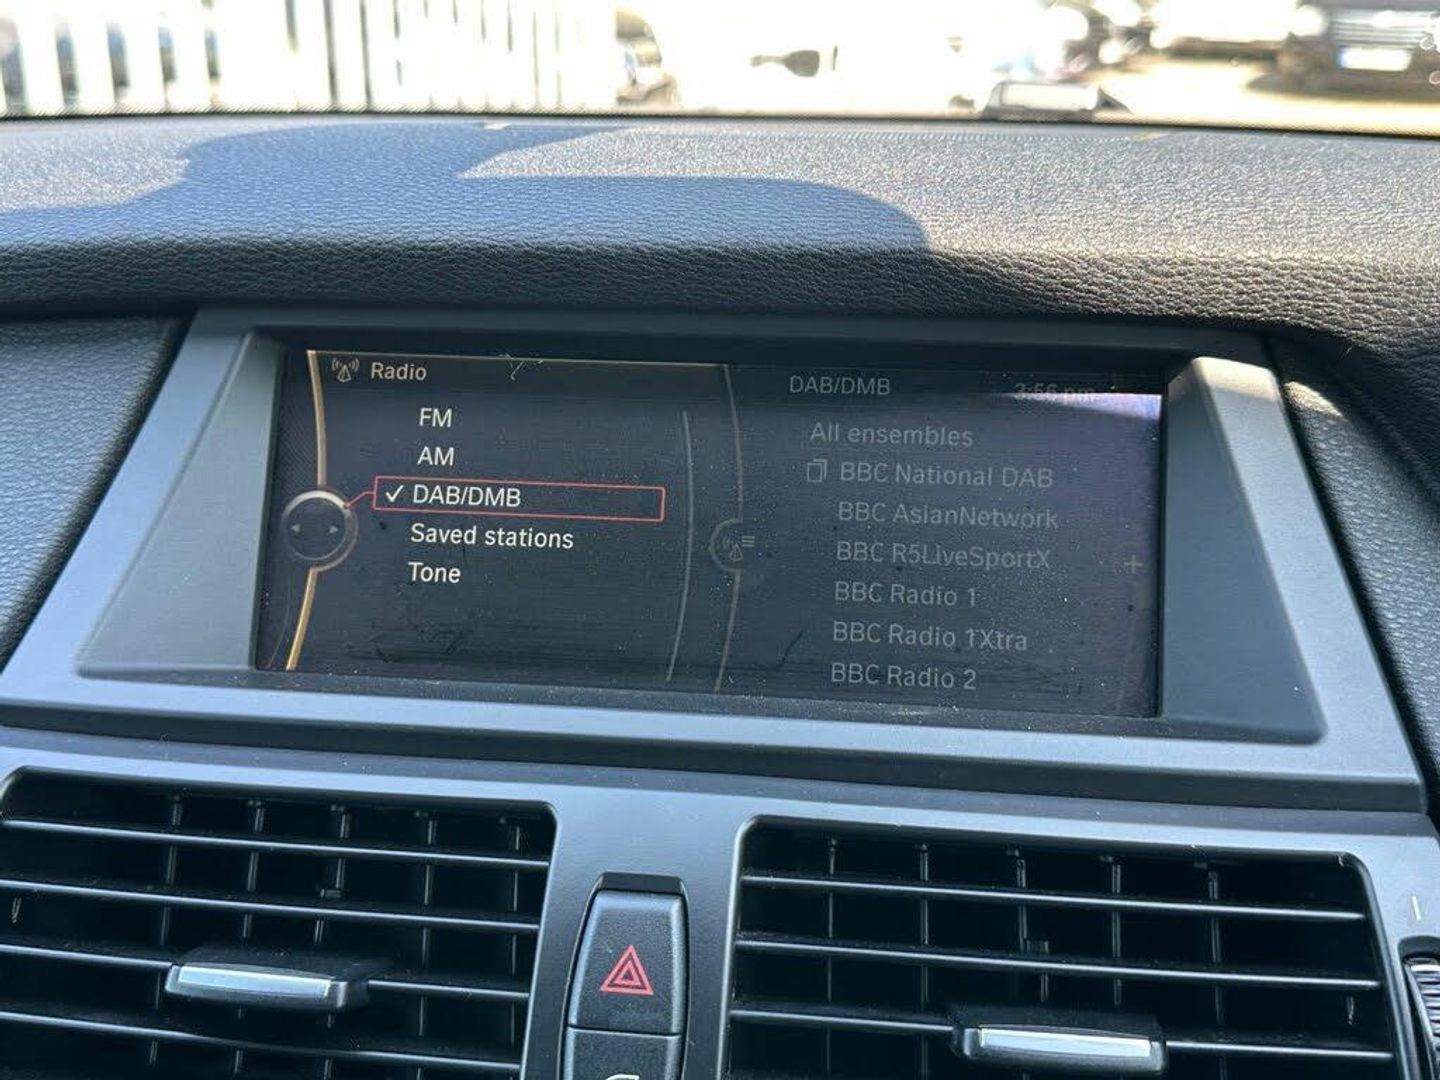 Radio
FM
AM
✓ DAB/DMB
Saved stations
Tone
DAB/DMB
All ensembles
BBC National DAB
BBC AsianNetwork
BBC R5LiveSportX
BBC Radio 1
BBC Radio 1Xtra
BBC Radio 2